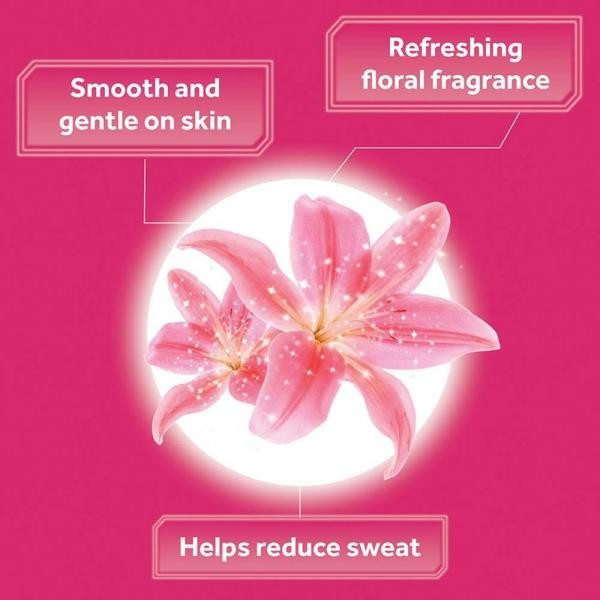 Refreshing
floral fragrance
Smooth and
gentle on skin
Helps reduce sweat